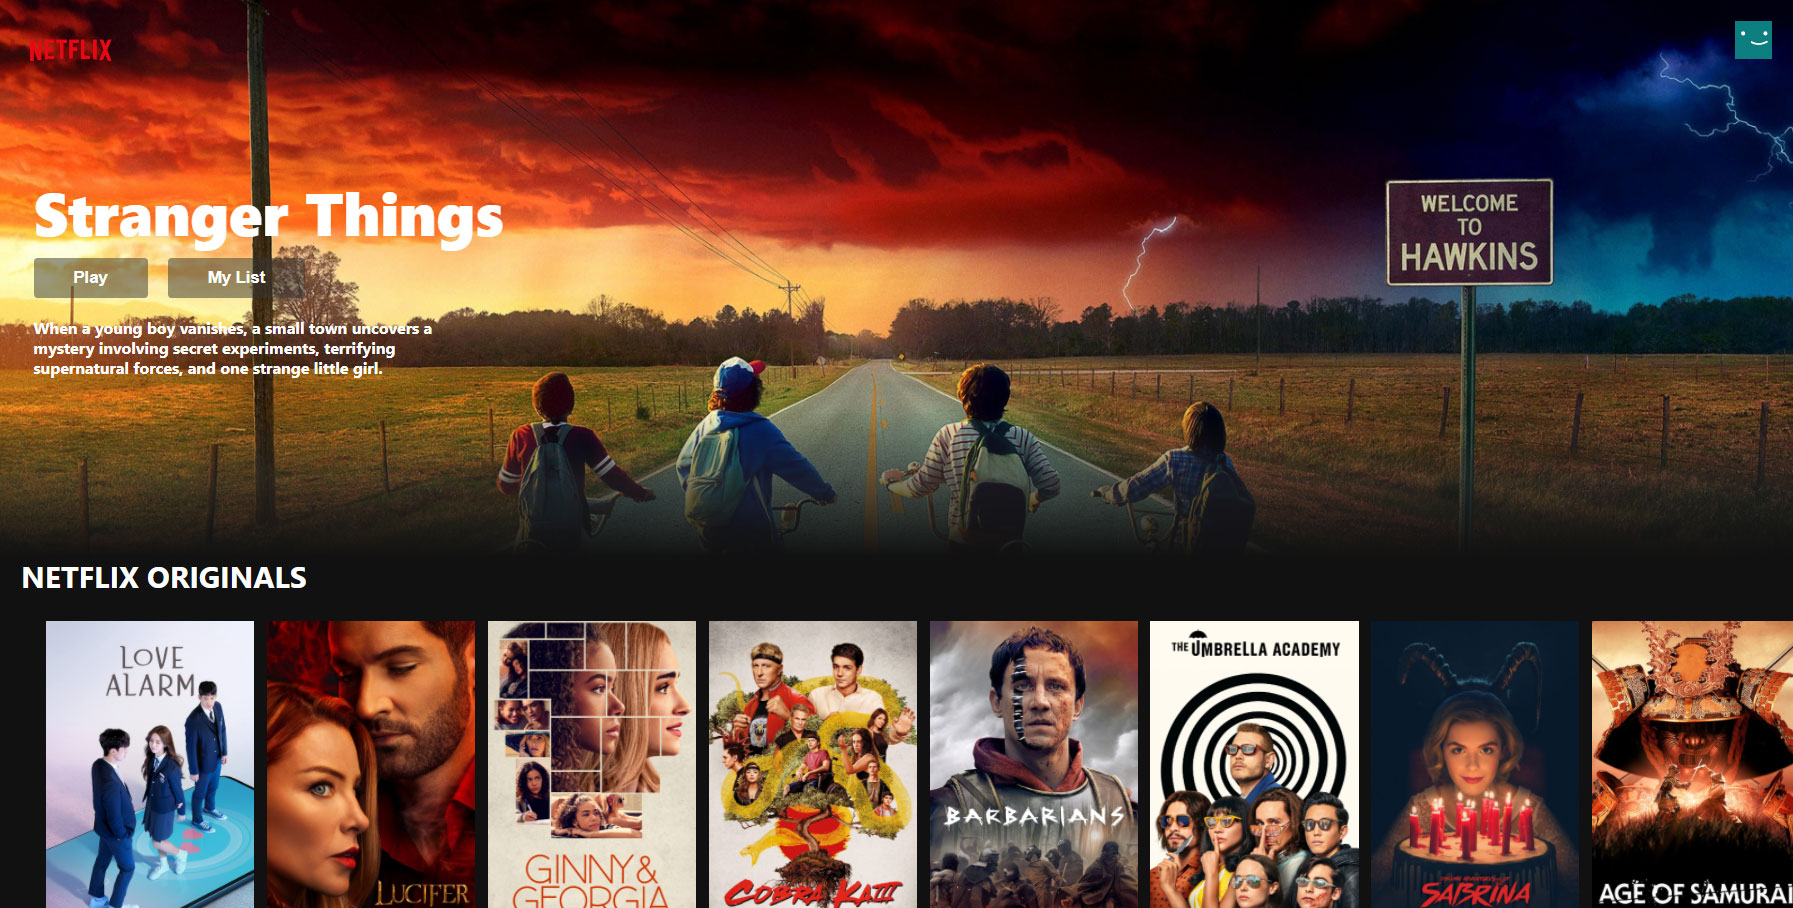 NETFLIX
Stranger Things
Play
My List
When a young boy vanishes, a small town uncovers a
mystery involving secret experiments, terrifying
supernatural forces, and one strange little girl.
WELCOME
TO
HAWKINS
NETFLIX ORIGINALS
LOVE
ALARM
LUCIFER
GINNY &
GEORGIA
COBRA KAI
BARBARIANS
THE UMBRELLA ACADEMY
SABRINA
AGE OF SAMURAI